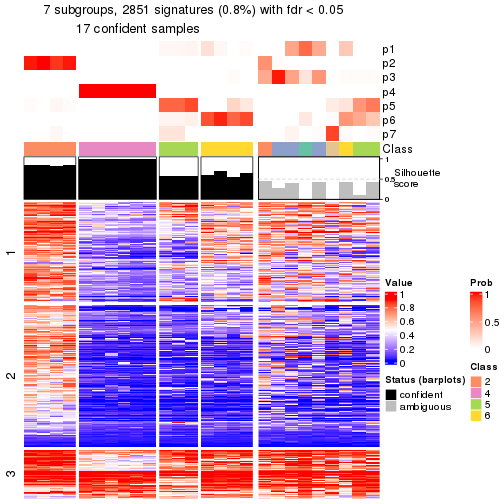 7 subgroups, 2851 signatures (0.8%) with fdr < 0.05
17 confident samples
p1
p2
p3
p4
p5
p6
p7
Class
1
0.5
0
Silhouette
score
1
2
3
Value
1
0.8
0.6
0.4
0.2
0
Prob
1
0.5
0
Status (barplots)
confident
ambiguous
Class
2
4
5
6